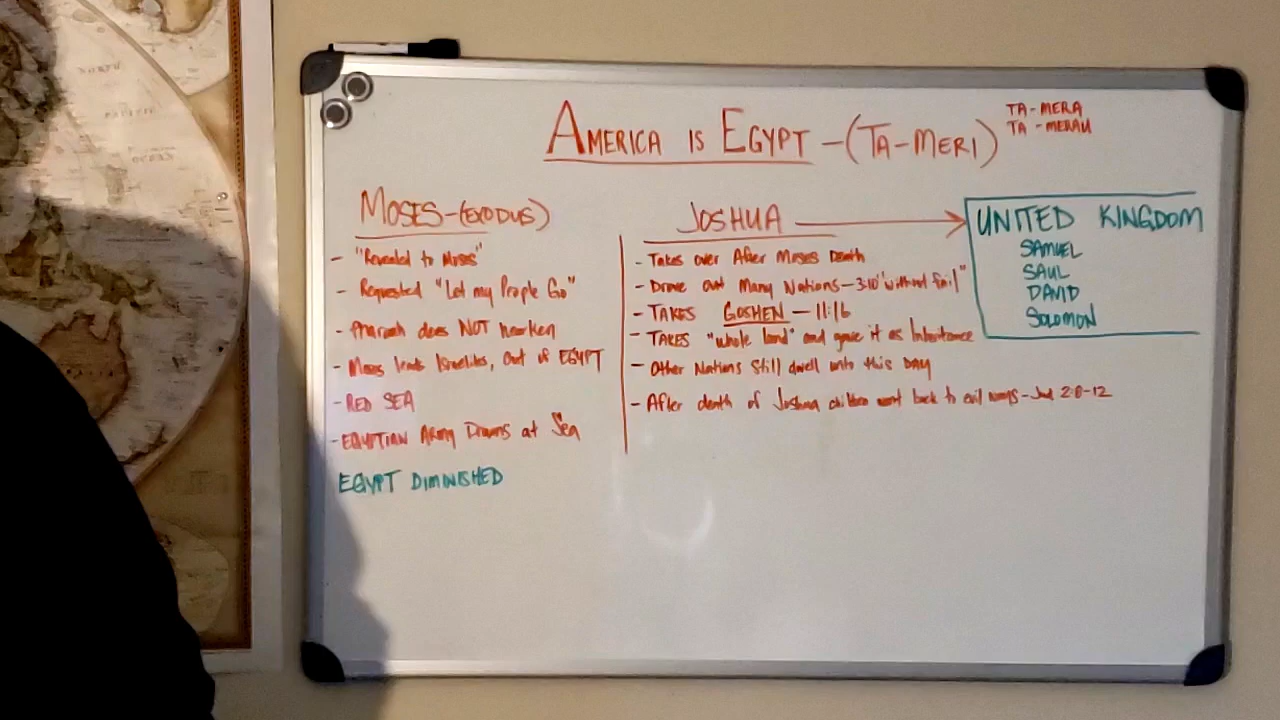 AMERICA IS EGYPT - (TA-MERI)
TA-MERA
TA-MERAU
MOSES-(EXODUS)
- "Revealed to Moses"
- Requested "Let my People Go"
- Pharaoh does NOT hearken
- Moses leads Israelites, out of EGYPT
- RED SEA
- EGYPTIAN Army Drowns at Sea
EGYPT DIMINISHED
JOSHUA
- Takes over After Moses Death
- Drove out Many Nations - 3:10 "without fail"
- TAKES GOSHEN - 11:16
- TAKES "whole land" and gave it as Inheritance
- Other Nations Still dwell unto this DAY
- After death of Joshua children went back to evil ways - Jud 2:8-12
UNITED KINGDOM
SAMUEL
SAUL
DAVID
SOLOMON
NORTH
PACIFIC
OCEAN